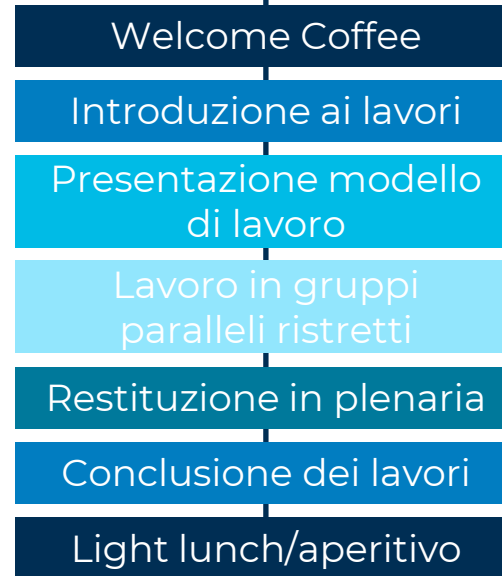 Welcome Coffee
Introduzione ai lavori
Presentazione modello
di lavoro
Lavoro in gruppi
paralleli ristretti
Restituzione in plenaria
Conclusione dei lavori
Light lunch/aperitivo